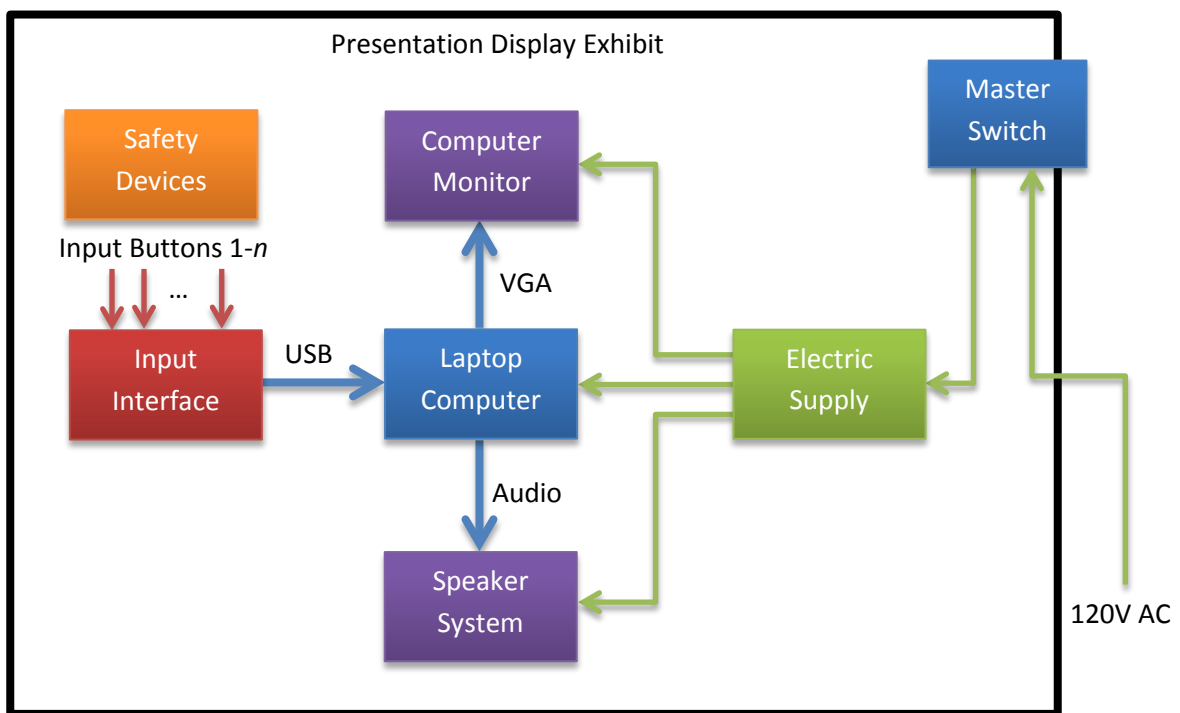 Presentation Display Exhibit
Master
Switch
Safety
Devices
Computer
Monitor
Input Buttons 1-n
...
VGA
Input
Interface
USB
Laptop
Computer
Electric
Supply
Audio
Speaker
System
120V AC